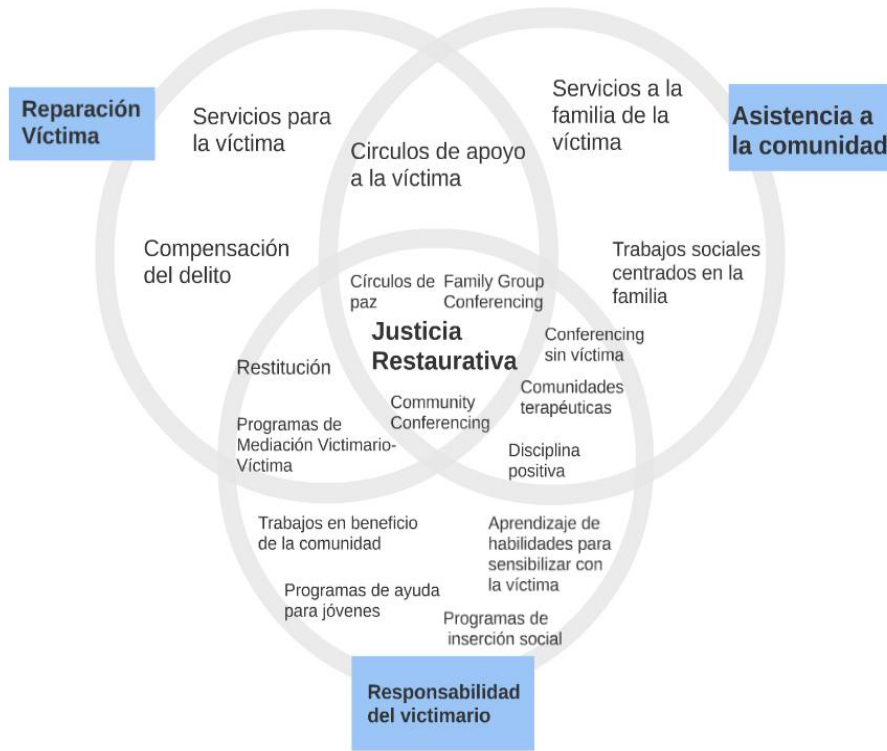 Reparación
Víctima
Servicios para
la víctima
Circulos de apoyo
a la víctima
Servicios a la
familia de la
víctima
Asistencia a
la comunidad
Compensación
del delito
Trabajos sociales
centrados en la
familia
Círculos de
paz
Family Group
Conferencing
Justicia
Restaurativa
Conferencing
sin víctima
Restitución
Comunidades
terapéuticas
Community
Conferencing
Programas de
Mediación Victimario-
Víctima
Disciplina
positiva
Trabajos en beneficio
de la comunidad
Aprendizaje de
habilidades para
sensibilizar con
la víctima
Programas de ayuda
para jóvenes
Programas de
inserción social
Responsabilidad
del victimario